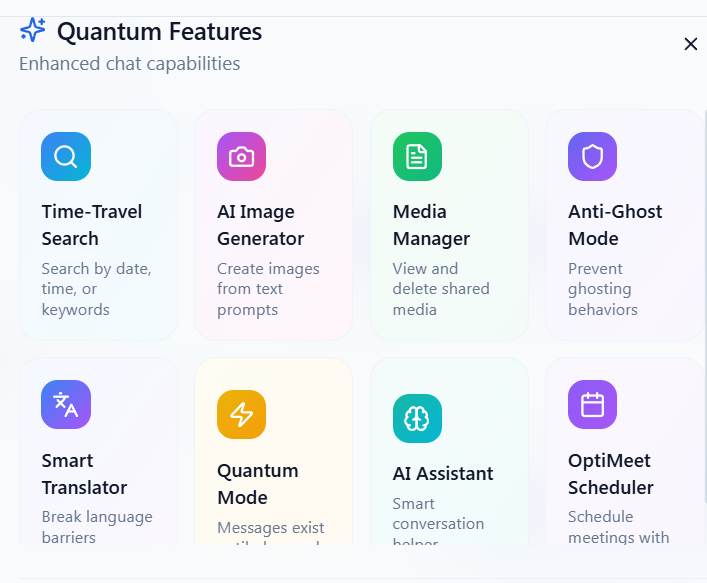 Quantum Features
Enhanced chat capabilities
Time-Travel
Search
Search by date,
time, or
keywords
AI Image
Generator
Create images
from text
prompts
Media
Manager
View and
delete shared
media
Anti-Ghost
Mode
Prevent
ghosting
behaviors
Smart
Translator
Break language
barriers
Quantum
Mode
Messages exist
AI Assistant
Smart
conversation
helper
OptiMeet
Scheduler
Schedule
meetings with